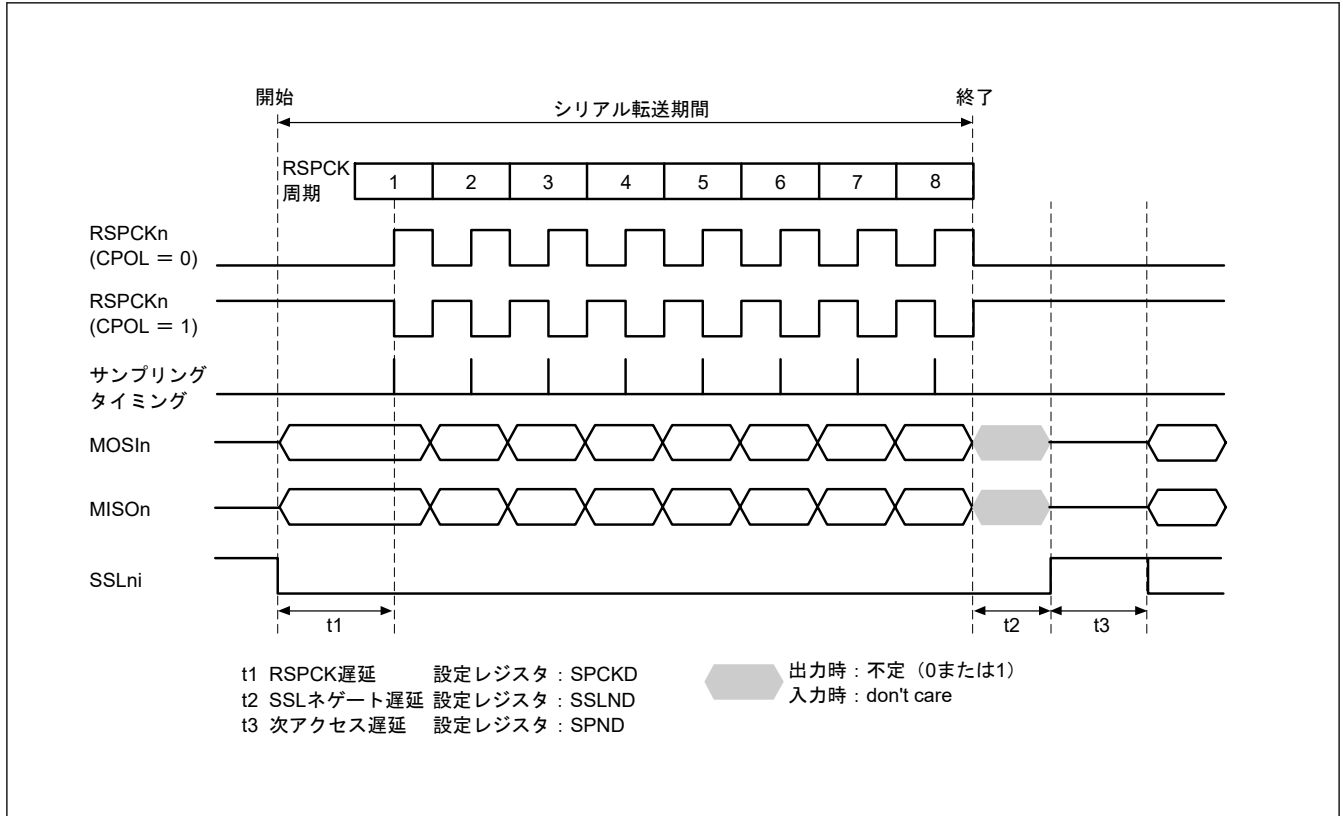 開始
シリアル転送期間
終了
RSPCK
周期
1 2 3 4 5 6 7 8
RSPCKn
(CPOL = 0)
RSPCKn
(CPOL = 1)
サンプリング
タイミング
MOSIn
MISOn
SSLni
t1 t2 t3
t1 RSPCK遅延 設定レジスタ:SPCKD
t2 SSLネゲート遅延 設定レジスタ:SSLND
t3 次アクセス遅延 設定レジスタ:SPND
出力時:不定(0または1)
入力時:don't care